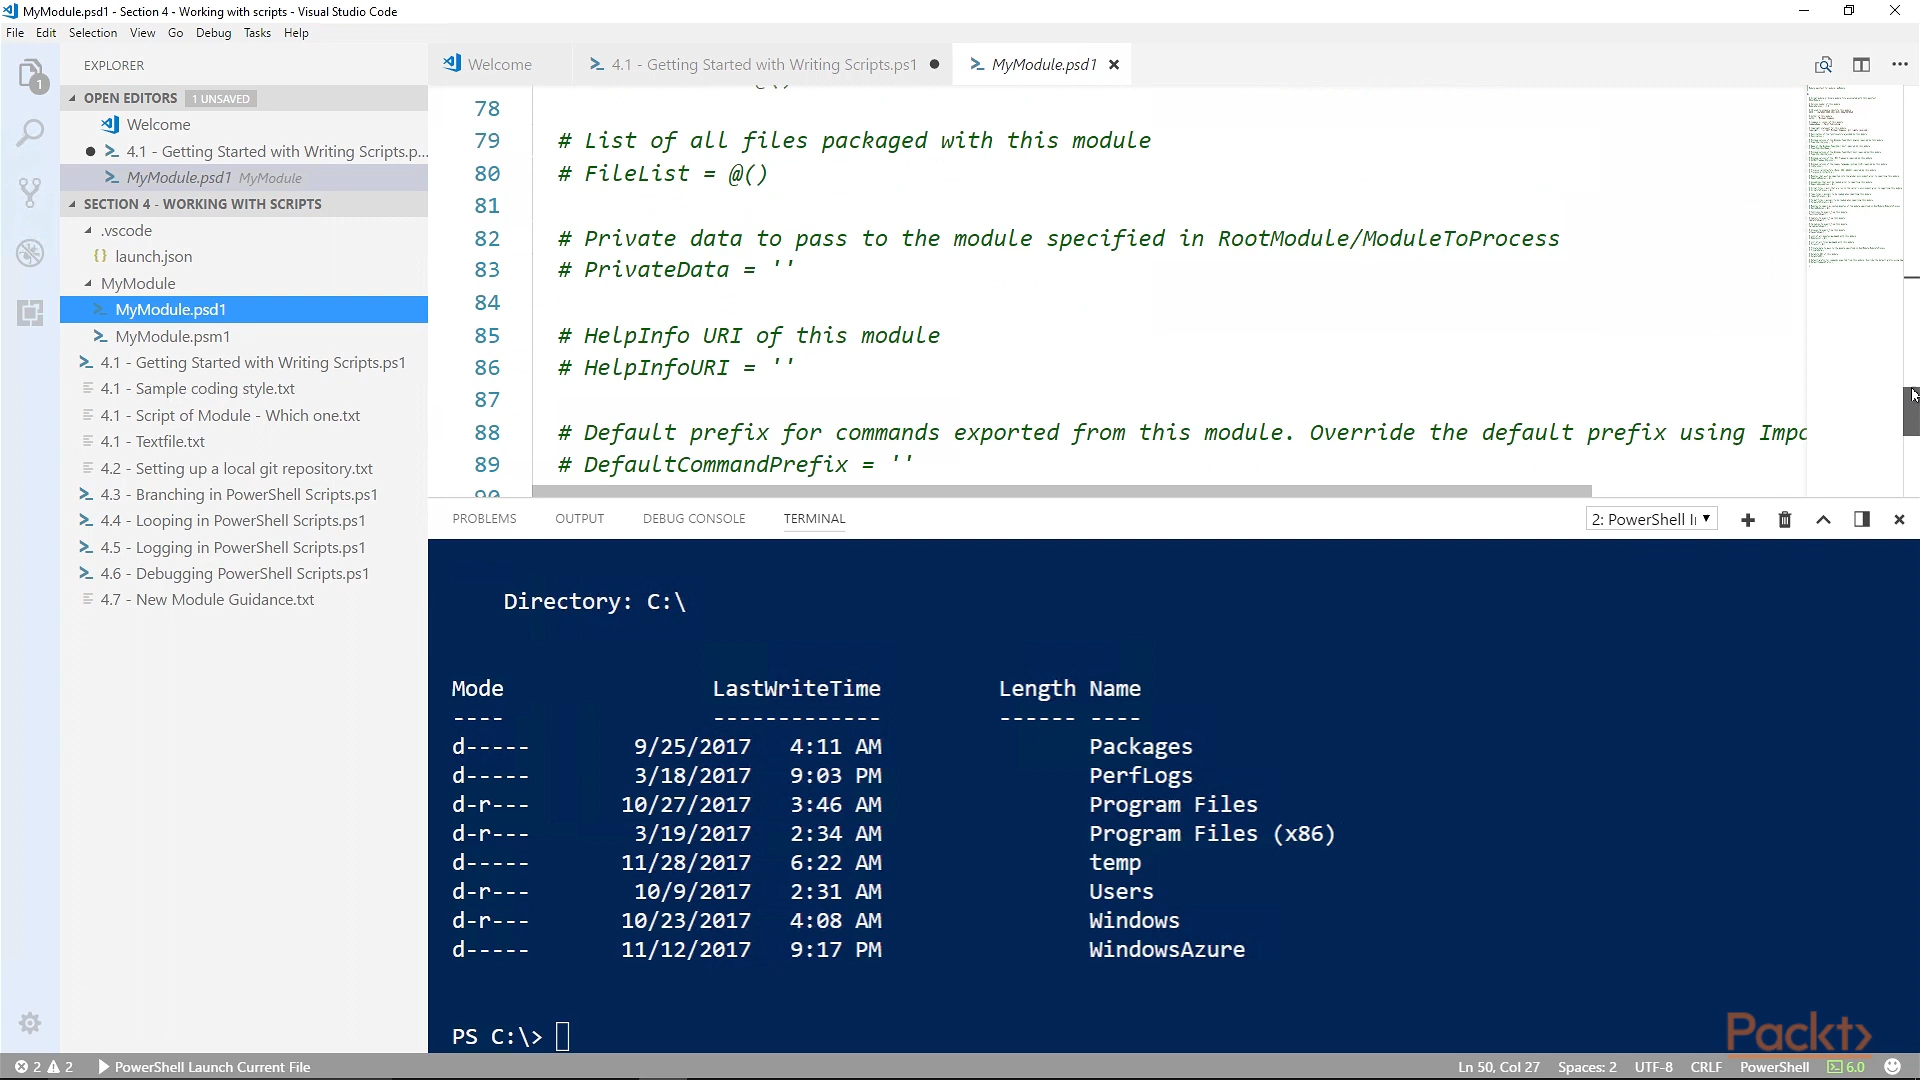 MyModule.psd1 - Section 4 - Working with scripts - Visual Studio Code
File Edit Selection View Go Debug Tasks Help
EXPLORER
OPEN EDITORS 1 UNSAVED
Welcome
4.1 - Getting Started with Writing Scripts.p...
MyModule.psd1 MyModule
SECTION 4 - WORKING WITH SCRIPTS
.vscode
{} launch.json
MyModule
MyModule.psd1
MyModule.psm1
4.1 - Getting Started with Writing Scripts.ps1
4.1 - Sample coding style.txt
4.1 - Script of Module - Which one.txt
4.1 - Textfile.txt
4.2 - Setting up a local git repository.txt
4.3 - Branching in PowerShell Scripts.ps1
4.4 - Looping in PowerShell Scripts.ps1
4.5 - Logging in PowerShell Scripts.ps1
4.6 - Debugging PowerShell Scripts.ps1
4.7 - New Module Guidance.txt
1
Welcome 4.1 - Getting Started with Writing Scripts.ps1 MyModule.psd1
78
79 # List of all files packaged with this module
80 # FileList = @()
81
82 # Private data to pass to the module specified in RootModule/ModuleToProcess
83 # PrivateData = ''
84
85 # HelpInfo URI of this module
86 # HelpInfoURI = ''
87
88 # Default prefix for commands exported from this module. Override the default prefix using Impo
89 # DefaultCommandPrefix = ''
90
PROBLEMS OUTPUT DEBUG CONSOLE TERMINAL 2: PowerShell I
Directory: C:\
Mode LastWriteTime Length Name
---- ------------- ------ ----
d----- 9/25/2017 4:11 AM Packages
d----- 3/18/2017 9:03 PM PerfLogs
d-r--- 10/27/2017 3:46 AM Program Files
d-r--- 3/19/2017 2:34 AM Program Files (x86)
d----- 11/28/2017 6:22 AM temp
d-r--- 10/9/2017 2:31 AM Users
d-r--- 10/23/2017 4:08 AM Windows
d----- 11/12/2017 9:17 PM WindowsAzure
PS C:\>
Packt>
2 2 PowerShell Launch Current File Ln 50, Col 27 Spaces: 2 UTF-8 CRLF PowerShell 6.0